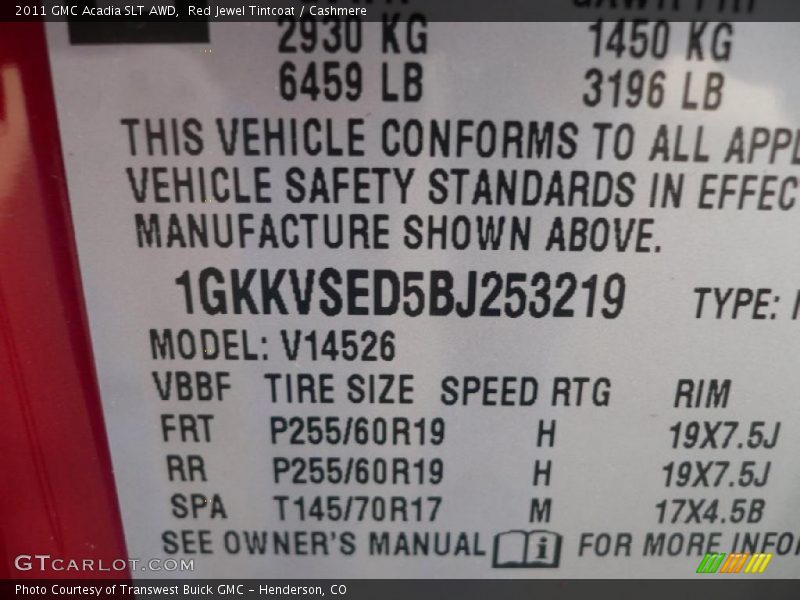 2011 GMC Acadia SLT AWD,  Red Jewel Tintcoat / Cashmere
2930 KG 1450 KG
6459 LB 3196 LB
THIS VEHICLE CONFORMS TO ALL APPL
VEHICLE SAFETY STANDARDS IN EFFEC
MANUFACTURE SHOWN ABOVE.
1GKKVSED5BJ253219 TYPE:
MODEL: V14526
VBBF TIRE SIZE SPEED RTG RIM
FRT P255/60R19 H 19X7.5J
RR P255/60R19 H 19X7.5J
SPA T145/70R17 M 17X4.5B
SEE OWNER'S MANUAL i FOR MORE INFO
GTCARLOT.COM
Photo Courtesy of Transwest Buick GMC – Henderson, CO